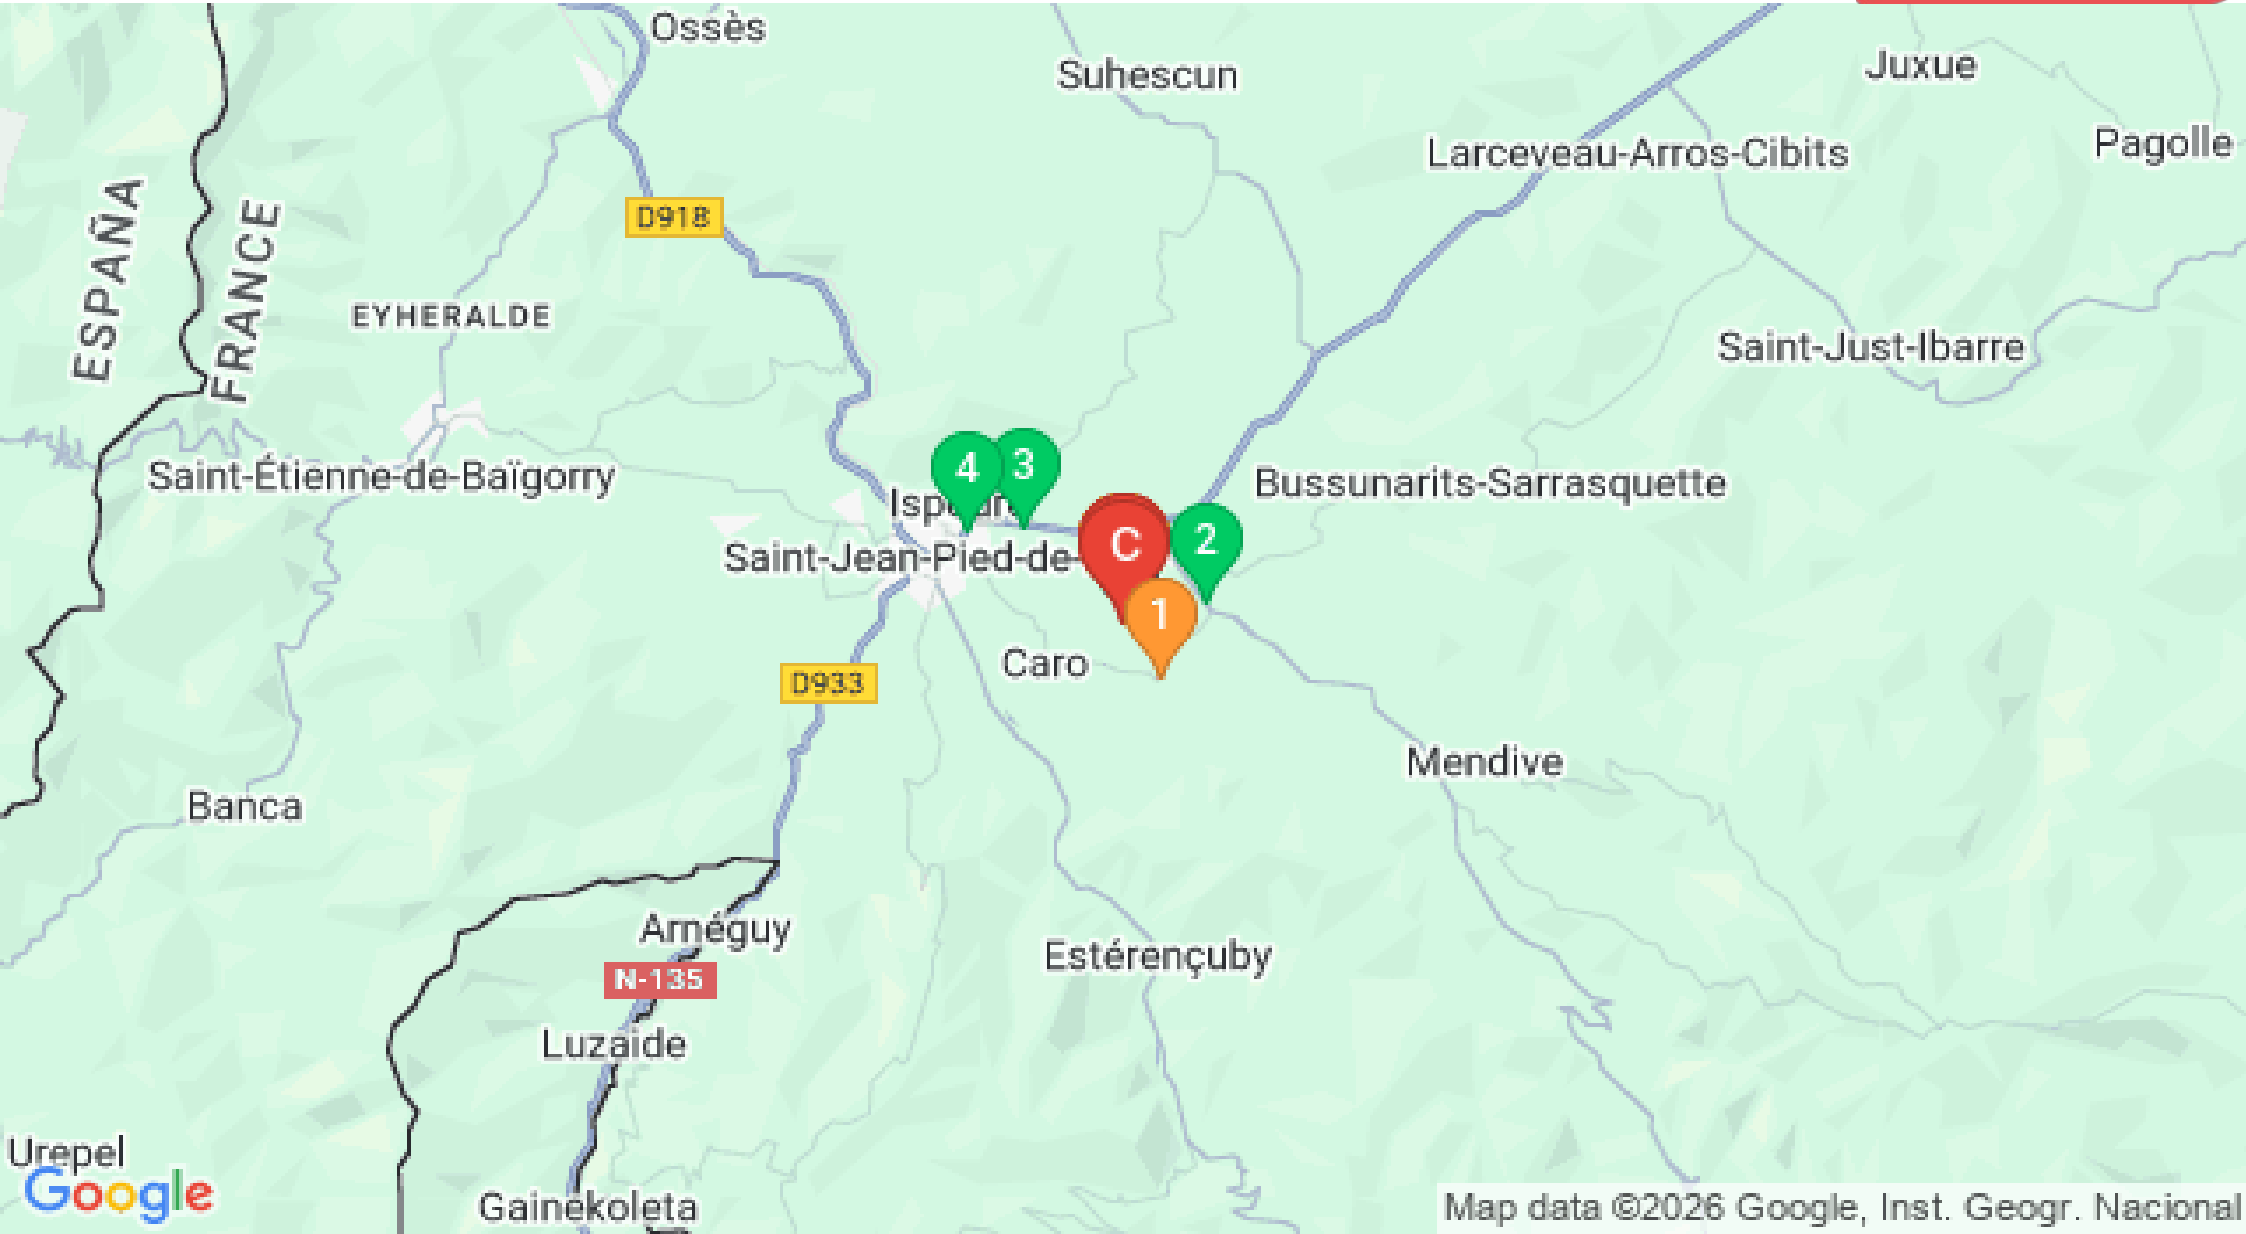 Ossès
Suhescun
Juxue
Larceveau-Arros-Cibits
Pagolle
D918
ESPAÑA
FRANCE
EYHERALDE
Saint-Just-Ibarre
4
3
Saint-Étienne-de-Baïgorry
Bussunarits-Sarrasquette
C
2
Saint-Jean-Pied-de-
1
Caro
D933
Mendive
Banca
Arnéguy
Estérençuby
N-135
Luzaide
Urepel
Google
Gainekoleta
Map data ©2026 Google, Inst. Geogr. Nacional